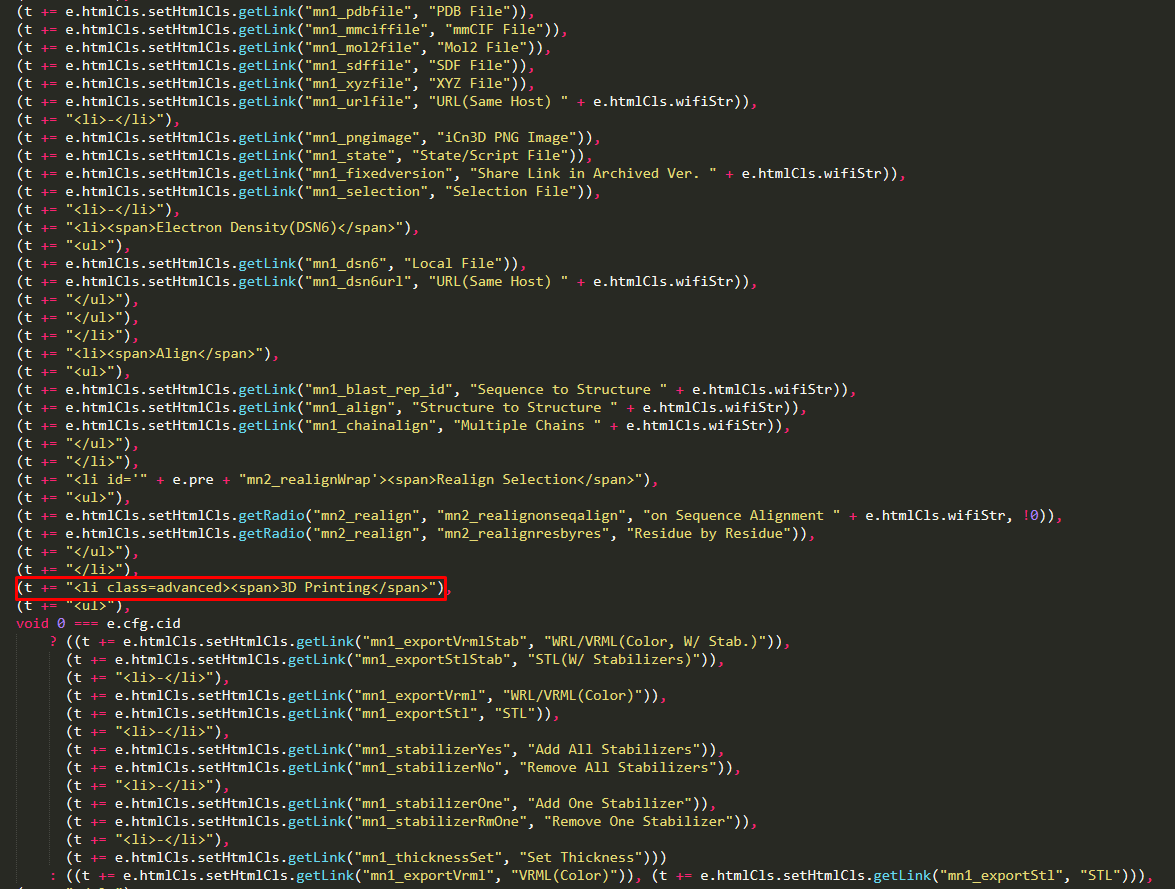 (t += e.htmlCls.setHtmlCls.getLink("mn1_pdbfile", "PDB File")),
(t += e.htmlCls.setHtmlCls.getLink("mn1_mmciffile", "mmCIF File")),
(t += e.htmlCls.setHtmlCls.getLink("mn1_mol2file", "Mol2 File")),
(t += e.htmlCls.setHtmlCls.getLink("mn1_sdffile", "SDF File")),
(t += e.htmlCls.setHtmlCls.getLink("mn1_xyzfile", "XYZ File")),
(t += e.htmlCls.setHtmlCls.getLink("mn1_urlfile", "URL(Same Host) " + e.htmlCls.wifiStr)),
(t += "<li>-</li>"),
(t += e.htmlCls.setHtmlCls.getLink("mn1_pngimage", "iCn3D PNG Image")),
(t += e.htmlCls.setHtmlCls.getLink("mn1_state", "State/Script File")),
(t += e.htmlCls.setHtmlCls.getLink("mn1_fixedversion", "Share Link in Archived Ver. " + e.htmlCls.wifiStr)),
(t += e.htmlCls.setHtmlCls.getLink("mn1_selection", "Selection File")),
(t += "<li>-</li>"),
(t += "<li><span>Electron Density(DSN6)</span>"),
(t += "<ul>"),
(t += e.htmlCls.setHtmlCls.getLink("mn1_dsn6", "Local File")),
(t += e.htmlCls.setHtmlCls.getLink("mn1_dsn6url", "URL(Same Host) " + e.htmlCls.wifiStr)),
(t += "</ul>"),
(t += "</ul>"),
(t += "</li>"),
(t += "<li><span>Align</span>"),
(t += "<ul>"),
(t += e.htmlCls.setHtmlCls.getLink("mn1_blast_rep_id", "Sequence to Structure " + e.htmlCls.wifiStr)),
(t += e.htmlCls.setHtmlCls.getLink("mn1_align", "Structure to Structure " + e.htmlCls.wifiStr)),
(t += e.htmlCls.setHtmlCls.getLink("mn1_chainalign", "Multiple Chains " + e.htmlCls.wifiStr)),
(t += "</ul>"),
(t += "</li>"),
(t += "<li id='" + e.pre + "mn2_realignWrap'><span>Realign Selection</span>"),
(t += "<ul>"),
(t += e.htmlCls.setHtmlCls.getRadio("mn2_realign", "mn2_realignonseqalign", "on Sequence Alignment " + e.htmlCls.wifiStr, !0)),
(t += e.htmlCls.setHtmlCls.getRadio("mn2_realign", "mn2_realignresbyres", "Residue by Residue")),
(t += "</ul>"),
(t += "</li>"),
(t += "<li class=advanced><span>3D Printing</span>"),
(t += "<ul>"),
void 0 === e.cfg.cid
? ((t += e.htmlCls.setHtmlCls.getLink("mn1_exportVrmlStab", "WRL/VRML(Color, W/ Stab.)")),
(t += e.htmlCls.setHtmlCls.getLink("mn1_exportStlStab", "STL(W/ Stabilizers)")),
(t += "<li>-</li>"),
(t += e.htmlCls.setHtmlCls.getLink("mn1_exportVrml", "WRL/VRML(Color)")),
(t += e.htmlCls.setHtmlCls.getLink("mn1_exportStl", "STL")),
(t += "<li>-</li>"),
(t += e.htmlCls.setHtmlCls.getLink("mn1_stabilizerYes", "Add All Stabilizers")),
(t += e.htmlCls.setHtmlCls.getLink("mn1_stabilizerNo", "Remove All Stabilizers")),
(t += "<li>-</li>"),
(t += e.htmlCls.setHtmlCls.getLink("mn1_stabilizerOne", "Add One Stabilizer")),
(t += e.htmlCls.setHtmlCls.getLink("mn1_stabilizerRmOne", "Remove One Stabilizer")),
(t += "<li>-</li>"),
(t += e.htmlCls.setHtmlCls.getLink("mn1_thicknessSet", "Set Thickness")))
: ((t += e.htmlCls.setHtmlCls.getLink("mn1_exportVrml", "VRML(Color)")), (t += e.htmlCls.setHtmlCls.getLink("mn1_exportStl", "STL"))),